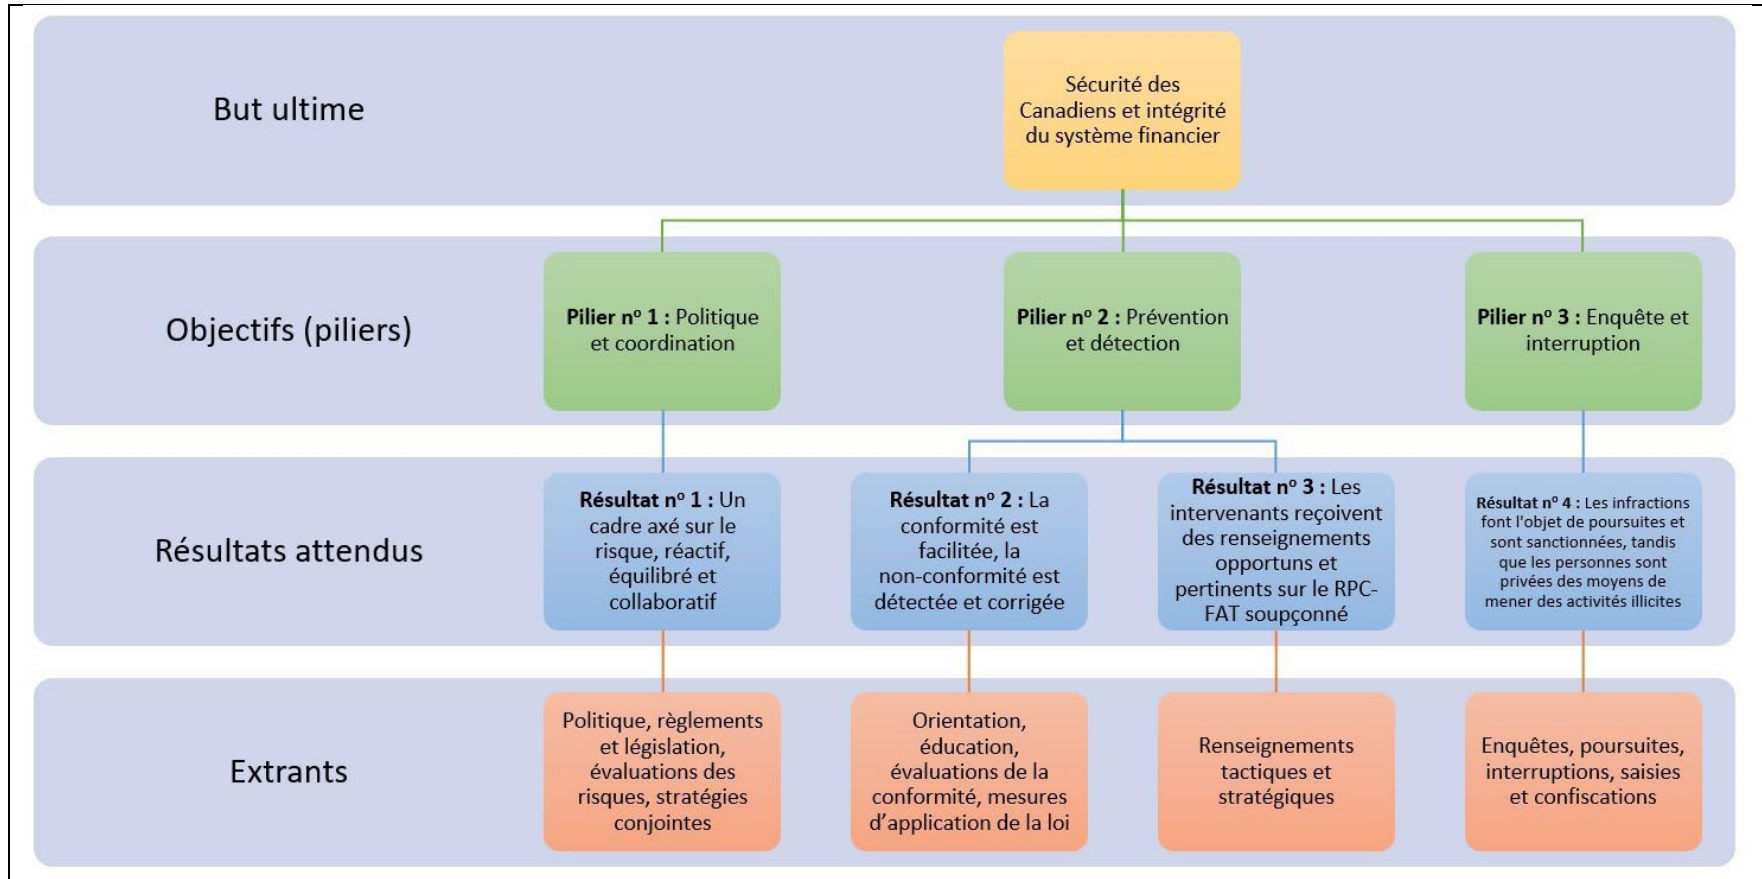 But ultime
Sécurité des
Canadiens et intégrité
du système financier
Objectifs (piliers)
Pilier nº 1 : Politique
et coordination
Pilier nº 2 : Prévention
et détection
Pilier nº 3 : Enquête et
interruption
Résultats attendus
Résultat nº 1 : Un
cadre axé sur le
risque, réactif,
équilibré et
collaboratif
Résultat nº 2 : La
conformité est
facilitée, la
non-conformité est
détectée et corrigée
Résultat nº 3 : Les
intervenants reçoivent
des renseignements
opportuns et
pertinents sur le RPC-
FAT soupçonné
Résultat nº 4 : Les infractions
font l'objet de poursuites et
sont sanctionnées, tandis
que les personnes sont
privées des moyens de
mener des activités illicites
Extrants
Politique, règlements
et législation,
évaluations des
risques, stratégies
conjointes
Orientation,
éducation,
évaluations de la
conformité, mesures
d’application de la loi
Renseignements
tactiques et
stratégiques
Enquêtes, poursuites,
interruptions, saisies
et confiscations